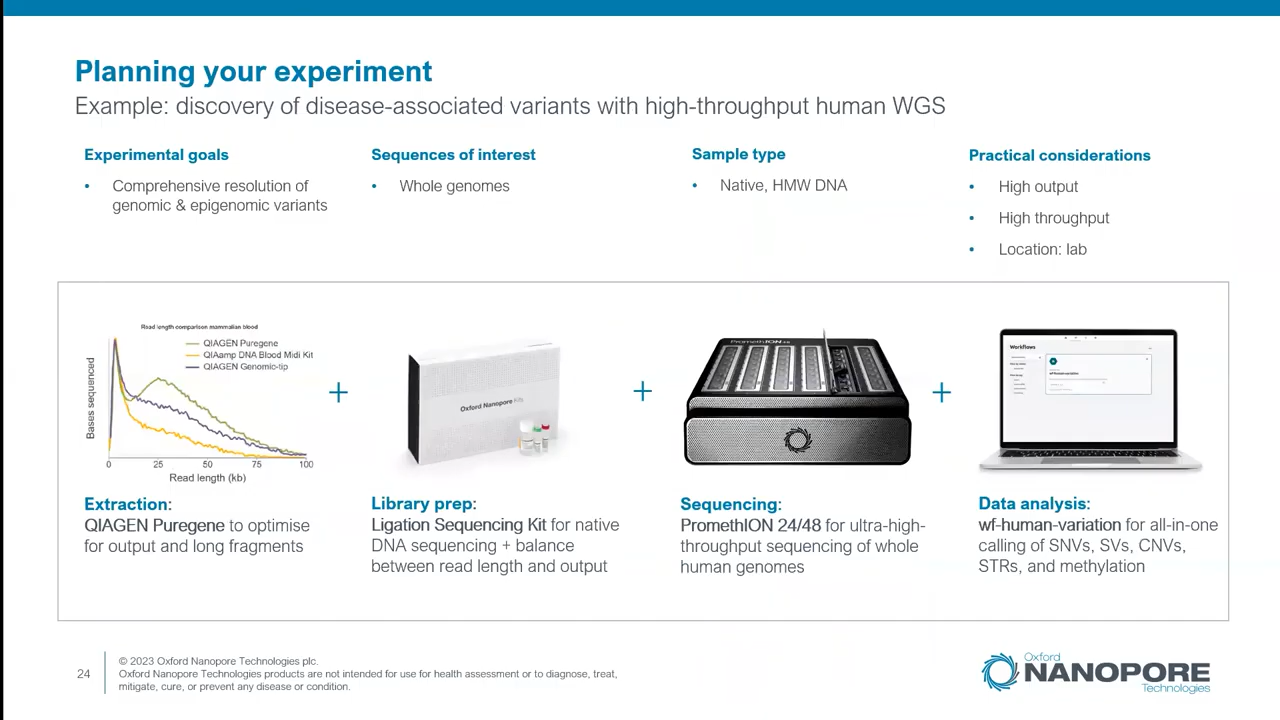 Planning your experiment
Example: discovery of disease-associated variants with high-throughput human WGS
Experimental goals
• Comprehensive resolution of
genomic & epigenomic variants
Sequences of interest
• Whole genomes
Sample type
• Native, HMW DNA
Practical considerations
• High output
• High throughput
• Location: lab
Read length comparison mammalian blood
QIAGEN Puregene
QIAamp DNA Blood Midi Kit
QIAGEN Genomic-tip
Bases sequenced
0 25 50 75 100
Read length (kb)
+
Oxford Nanopore
+
PromethION
+
Workflows
wf-human-variation
Extraction:
QIAGEN Puregene to optimise
for output and long fragments
Library prep:
Ligation Sequencing Kit for native
DNA sequencing + balance
between read length and output
Sequencing:
PromethION 24/48 for ultra-high-
throughput sequencing of whole
human genomes
Data analysis:
wf-human-variation for all-in-one
calling of SNVs, SVs, CNVs,
STRs, and methylation
24
© 2023 Oxford Nanopore Technologies plc.
Oxford Nanopore Technologies products are not intended for use for health assessment or to diagnose, treat,
mitigate, cure, or prevent any disease or condition.
Oxford
NANOPORE
Technologies